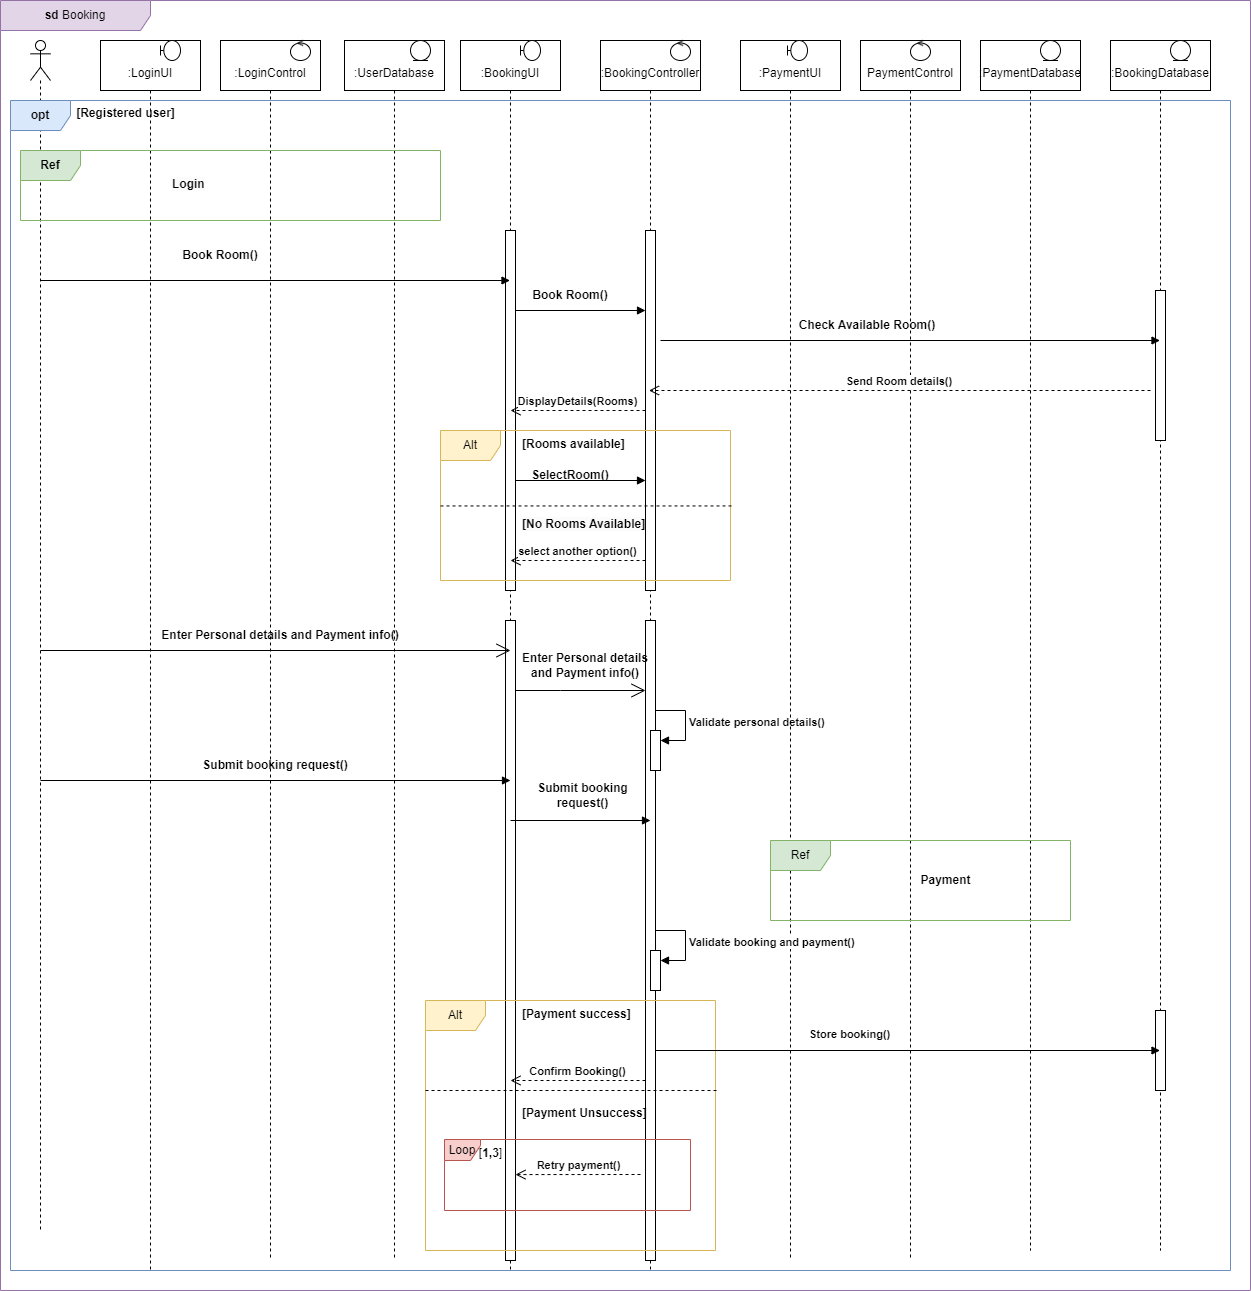 sd Booking
:LoginUI
:LoginControl
:UserDatabase
:BookingUI
:BookingController
:PaymentUI
PaymentControl
PaymentDatabase
:BookingDatabase
opt
[Registered user]
Ref
Login
Book Room()
Book Room()
Check Available Room()
Send Room details()
DisplayDetails(Rooms)
Alt
[Rooms available]
SelectRoom()
[No Rooms Available]
select another option()
Enter Personal details and Payment info()
Enter Personal details
and Payment info()
Validate personal details()
Submit booking request()
Submit booking
request()
Ref
Payment
Validate booking and payment()
Alt
[Payment success]
Store booking()
Confirm Booking()
[Payment Unsuccess]
Loop
[1,3]
Retry payment()